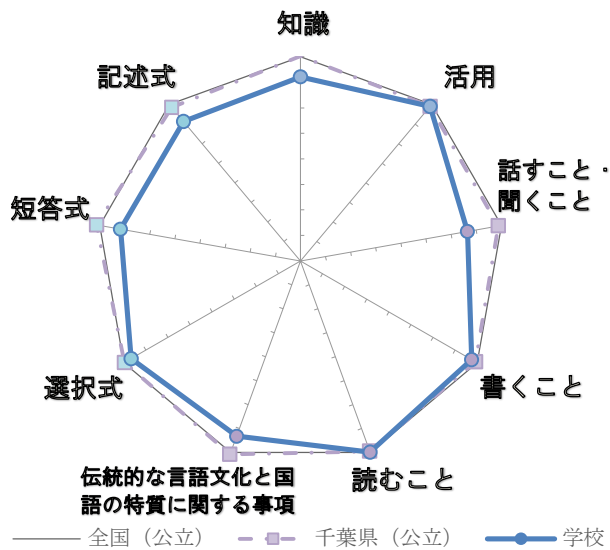 知識
記述式
活用
話すこと・
聞くこと
短答式
選択式
書くこと
伝統的な言語文化と国
語の特質に関する事項
読むこと
全国（公立）
千葉県（公立）
学校